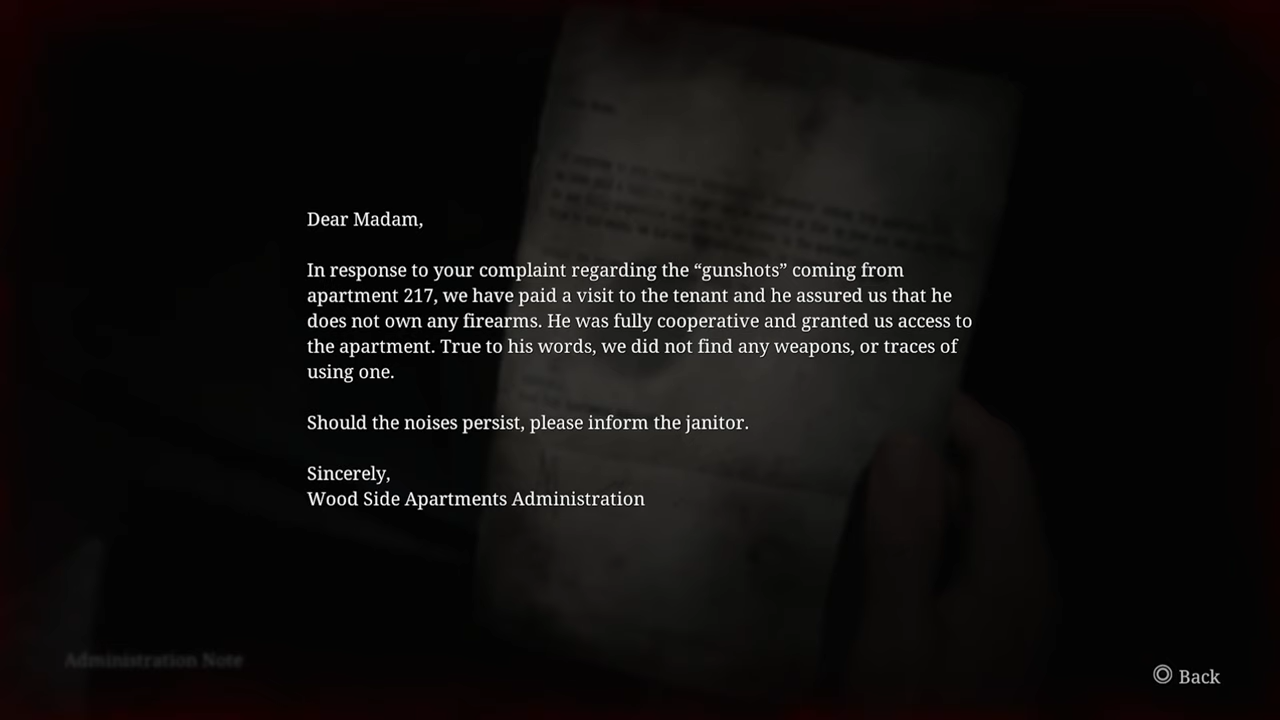 Dear Madam,
In response to your complaint regarding the “gunshots” coming from
apartment 217, we have paid a visit to the tenant and he assured us that he
does not own any firearms. He was fully cooperative and granted us access to
the apartment. True to his words, we did not find any weapons, or traces of
using one.
Should the noises persist, please inform the janitor.
Sincerely,
Wood Side Apartments Administration
Administration Note
Back